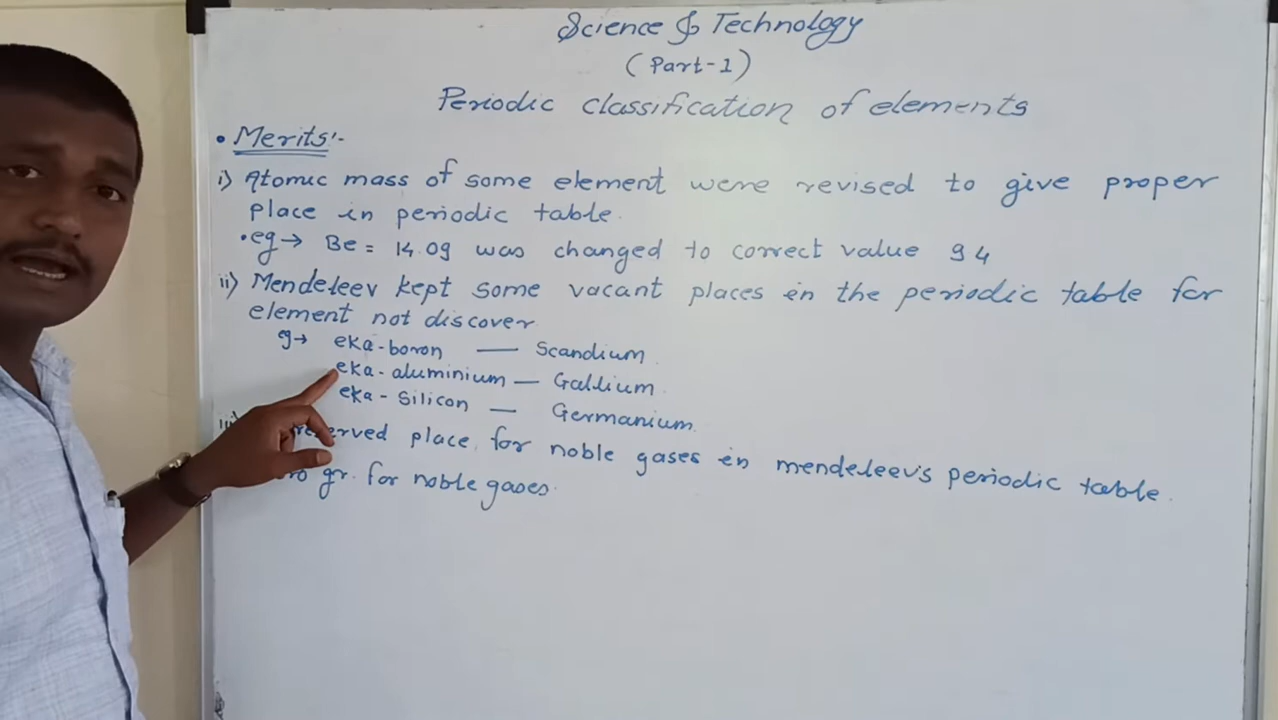 Science & Technology
(Part-1)
Periodic classification of elements
• Merits:-
i) Atomic mass of some element were revised to give proper
place in periodic table.
• eg → Be = 14.09 was changed to correct value 9 4
ii) Mendeleev kept some vacant places in the periodic table for
element not discover
eg → eka-boron — Scandium
eka-aluminium — Gallium
eka-Silicon — Germanium
place for noble gases in mendeleev's periodic table.
gr. for noble gases.